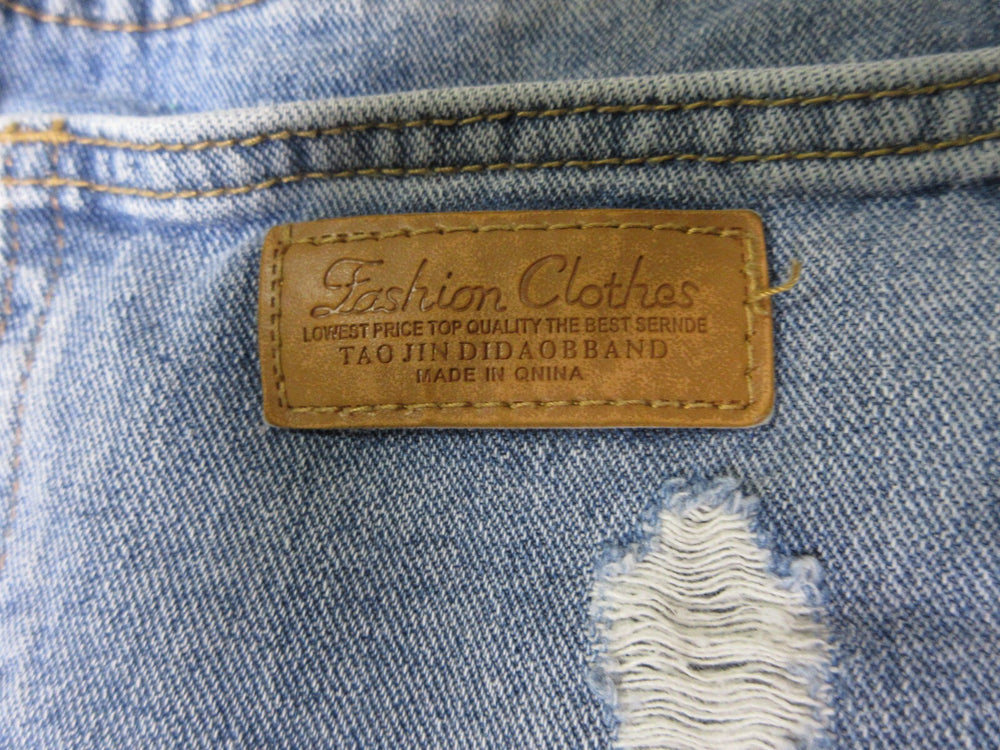 Fashion Clothes
LOWEST PRICE TOP QUALITY THE BEST SERNDE
TAO JIN DIDAOBBAND
MADE IN QNINA